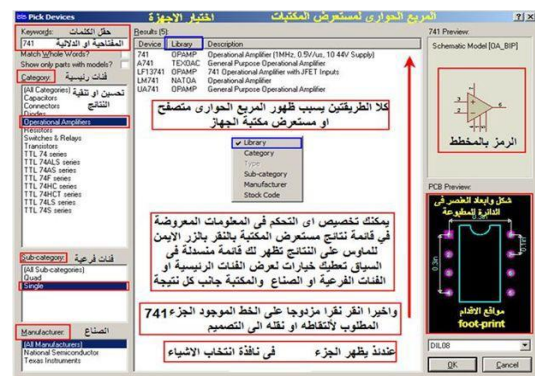 Pick Devices
المربع الحوارى لمستعرض المكتبات
اختيار الاجهزة
Keywords:
حقل الكلمات
741
المفتاحية او الدلالية
Match Whole Words?
Show only parts with models?
Category:
فئات رئيسية
(All Categories)
تحسين او تنقية
Capacitors
النتائج
Connectors
Diodes
Operational Amplifiers
Resistors
Switches & Relays
Transistors
TTL 74 series
TTL 74ALS series
TTL 74AS series
TTL 74F series
TTL 74HC series
TTL 74HCT series
TTL 74LS series
TTL 74S series
Sub-category:
فئات فرعية
(All Sub-categories)
Quad
Single
Manufacturer:
الصناع
(All Manufacturers)
National Semiconductor
Texas Instruments
Results (5):
Device Library Description
741 OPAMP Operational Amplifier (1MHz, 0.5V/us, 10.44V Supply)
A741 TEXOAC General Purpose Operational Amplifier
LF13741 OPAMP 741 Operational Amplifier with JFET Inputs
LM741 NATOA Operational Amplifier
UA741 OPAMP General Purpose Operational Amplifier
كلا الطريقتين يسبب ظهور المربع الحوارى متصفح
او مستعرض مكتبة الجهاز
Library
Category
Type
Sub-category
Manufacturer
Stock Code
يمكنك تخصيص اى التحكم فى المعلومات المعروضة
في قائمة نتائج مستعرض المكتبة بالنقر بالزر الايمن
للماوس على النتائج تظهر لك قائمة منسدلة فى
السياق تعطيك خيارات لعرض الفئات الرئيسية او
الفئات الفرعية او الصناع والمكتبة جانب كل نتيجة
واخيرا انقر نقرا مزدوجا على الخط الموجود الجزء 741
المطلوب لألتقاطه او نقله الى التصميم
عندئذ يظهر الجزء فى نافذة انتخاب الاشياء
741 Preview:
Schematic Model [OA_BIP]
الرمز بالمخطط
PCB Preview:
شكل وابعاد العنصر فى
الدائرة المطبوعة
0.3in
0.1in
0.3in
مواقع الاقدام
foot-print
DIL08
OK
Cancel